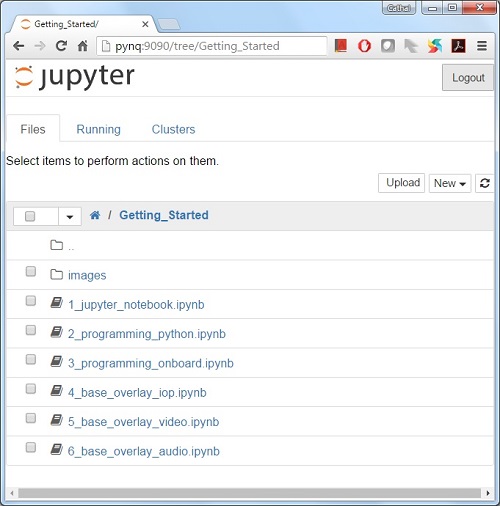 Getting_Started/
Cathal
pynq:9090/tree/Getting_Started
jupyter
Logout
Files Running Clusters
Select items to perform actions on them.
Upload New
/ Getting_Started
..
images
1_jupyter_notebook.ipynb
2_programming_python.ipynb
3_programming_onboard.ipynb
4_base_overlay_iop.ipynb
5_base_overlay_video.ipynb
6_base_overlay_audio.ipynb